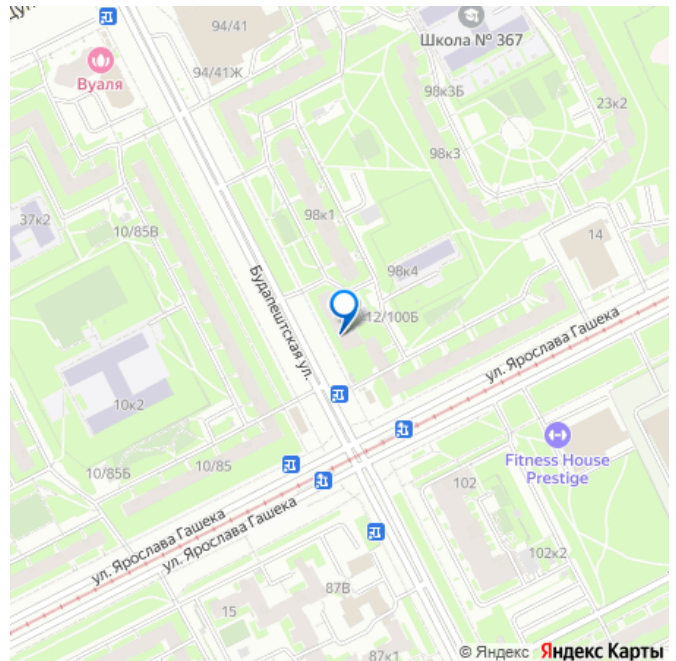 94/41
Школа № 367
94/41Ж
Вуаля
98к3Б
23к2
98к3
98к1
37к2
10/85В
14
98к4
Будапештская ул.
12/100Б
ул. Ярослава Гашека
10к2
10/85Б
10/85
Fitness House
Prestige
102
ул. Ярослава Гашека
ул. Ярослава Гашека
102к2
87В
15
87к1
© Яндекс Яндекс Карты